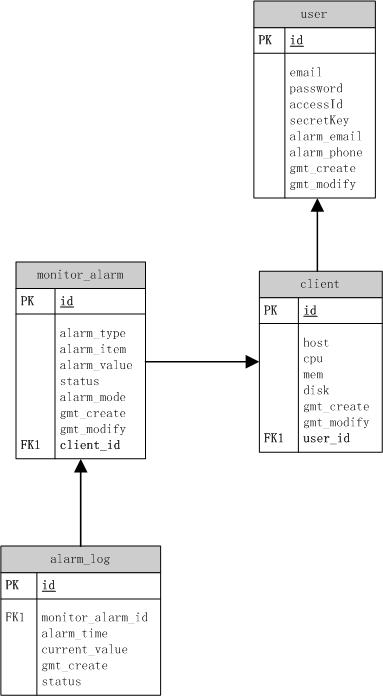 user
PK id
email
password
accessId
secretKey
alarm_email
alarm_phone
gmt_create
gmt_modify
monitor_alarm
PK id
alarm_type
alarm_item
alarm_value
status
alarm_mode
gmt_create
gmt_modify
FK1 client_id
client
PK id
host
cpu
mem
disk
gmt_create
gmt_modify
FK1 user_id
alarm_log
PK id
FK1 monitor_alarm_id
alarm_time
current_value
gmt_create
status